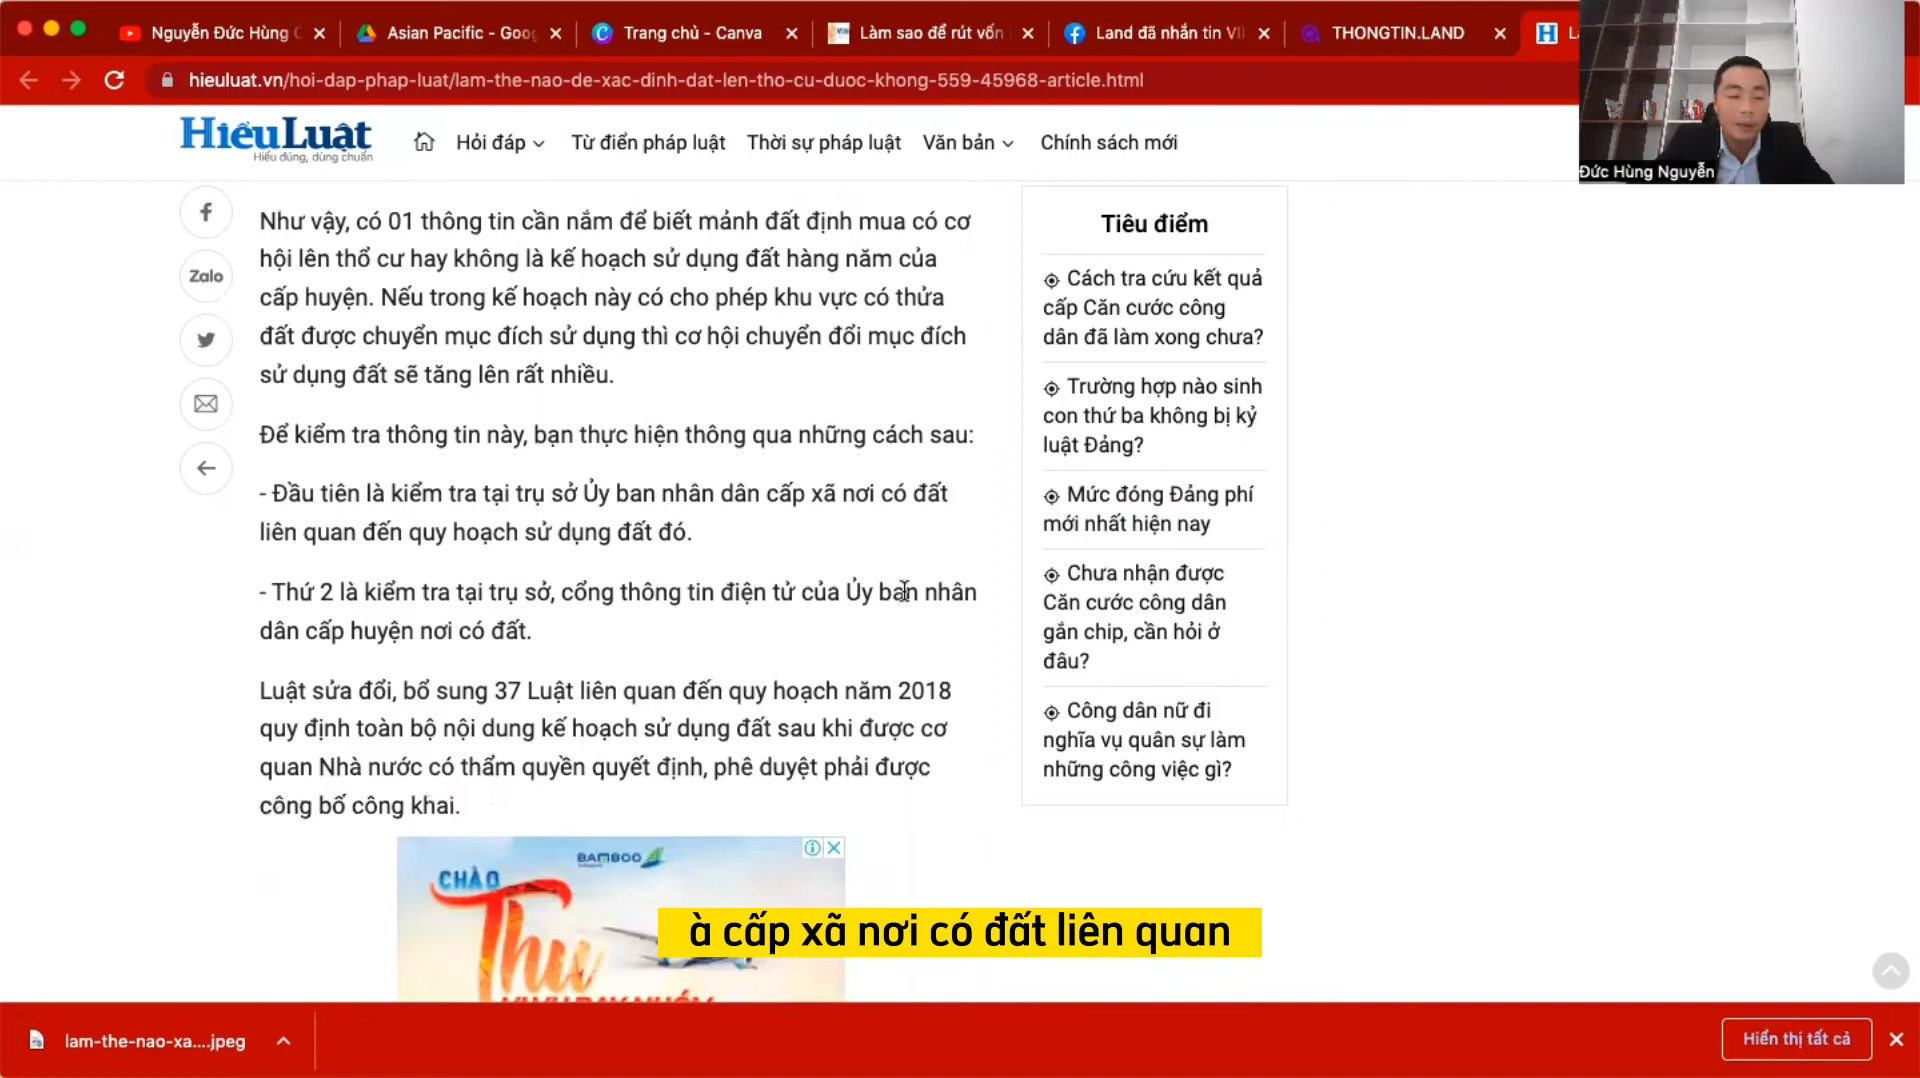 Nguyễn Đức Hùng
Asian Pacific - Goo
Trang chủ - Canva
Làm sao để rút vốn
Land đã nhắn tin VI
THONGTIN.LAND
hieuluat.vn/hoi-dap-phap-luat/lam-the-nao-de-xac-dinh-dat-len-tho-cu-duoc-khong-559-45968-article.html
Đức Hùng Nguyễn
HiểuLuật
Hiểu đúng, dùng chuẩn
Hỏi đáp
Từ điển pháp luật
Thời sự pháp luật
Văn bản
Chính sách mới
Zalo
Như vậy, có 01 thông tin cần nắm để biết mảnh đất định mua có cơ
hội lên thổ cư hay không là kế hoạch sử dụng đất hàng năm của
cấp huyện. Nếu trong kế hoạch này có cho phép khu vực có thửa
đất được chuyển mục đích sử dụng thì cơ hội chuyển đổi mục đích
sử dụng đất sẽ tăng lên rất nhiều.
Để kiểm tra thông tin này, bạn thực hiện thông qua những cách sau:
- Đầu tiên là kiểm tra tại trụ sở Ủy ban nhân dân cấp xã nơi có đất
liên quan đến quy hoạch sử dụng đất đó.
- Thứ 2 là kiểm tra tại trụ sở, cổng thông tin điện tử của Ủy ban nhân
dân cấp huyện nơi có đất.
Luật sửa đổi, bổ sung 37 Luật liên quan đến quy hoạch năm 2018
quy định toàn bộ nội dung kế hoạch sử dụng đất sau khi được cơ
quan Nhà nước có thẩm quyền quyết định, phê duyệt phải được
công bố công khai.
Tiêu điểm
Cách tra cứu kết quả
cấp Căn cước công
dân đã làm xong chưa?
Trường hợp nào sinh
con thứ ba không bị kỷ
luật Đảng?
Mức đóng Đảng phí
mới nhất hiện nay
Chưa nhận được
Căn cước công dân
gắn chip, cần hỏi ở
đâu?
Công dân nữ đi
nghĩa vụ quân sự làm
những công việc gì?
BAMBOO
CHÀO
Thu
à cấp xã nơi có đất liên quan
lam-the-nao-xa....jpeg
Hiển thị tất cả